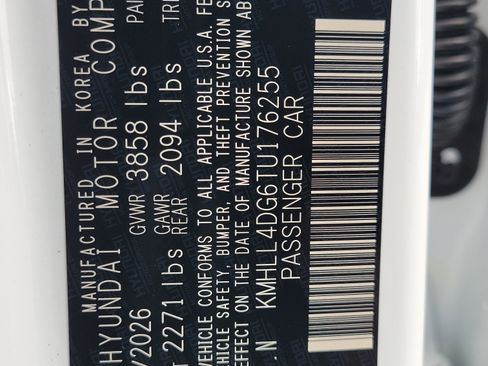 MANUFACTURED IN KOREA BY
HYUNDAI MOTOR COMP
/2026 GVWR 3858 lbs PAI
T 2271 lbs GAWR REAR 2094 lbs TR
VEHICLE CONFORMS TO ALL APPLICABLE U.S.A. FE
VEHICLE SAFETY, BUMPER, AND THEFT PREVENTION S
EFFECT ON THE DATE OF MANUFACTURE SHOWN AB
.N KMHLL4DG6TU176255
PASSENGER CAR